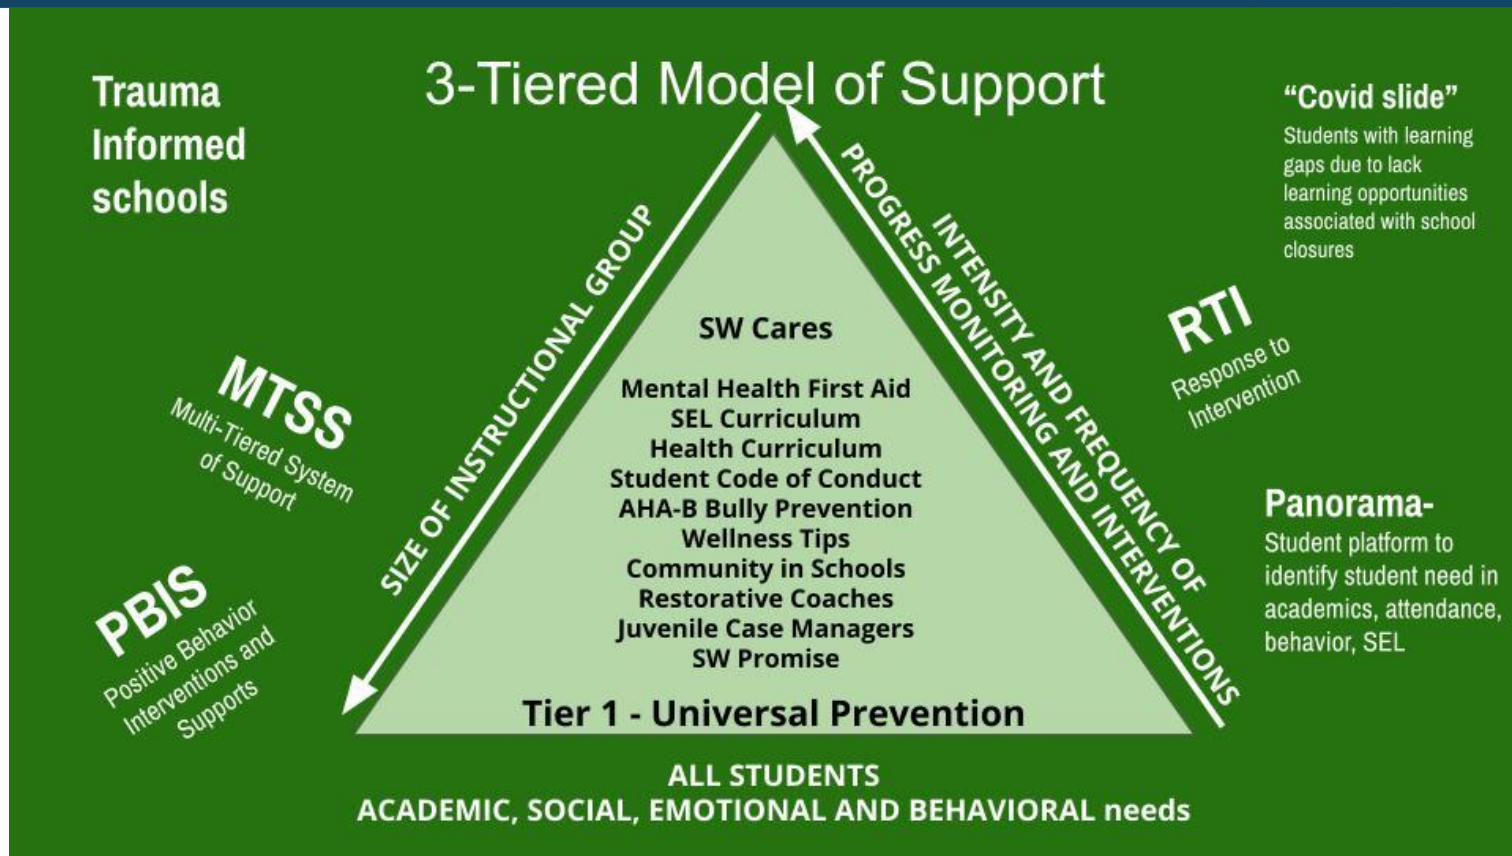 Trauma
Informed
schools
3-Tiered Model of Support
“Covid slide”
Students with learning
gaps due to lack
learning opportunities
associated with school
closures
SIZE OF INSTRUCTIONAL GROUP
INTENSITY AND FREQUENCY OF
PROGRESS MONITORING AND INTERVENTIONS
MTSS
Multi-Tiered System
of Support
PBIS
Positive Behavior
Interventions and
Supports
SW Cares
Mental Health First Aid
SEL Curriculum
Health Curriculum
Student Code of Conduct
AHA-B Bully Prevention
Wellness Tips
Community in Schools
Restorative Coaches
Juvenile Case Managers
SW Promise
Tier 1 - Universal Prevention
RTI
Response to
Intervention
Panorama-
Student platform to
identify student need in
academics, attendance,
behavior, SEL
ALL STUDENTS
ACADEMIC, SOCIAL, EMOTIONAL AND BEHAVIORAL needs